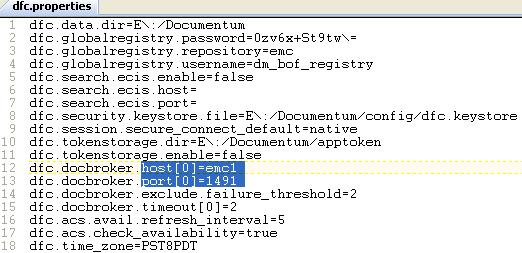 dfc.properties
1 dfc.data.dir=E\:/Documentum
2 dfc.globalregistry.password=0zv6x+St9tw\=
3 dfc.globalregistry.repository=emc
4 dfc.globalregistry.username=dm_bof_registry
5 dfc.search.ecis.enable=false
6 dfc.search.ecis.host=
7 dfc.search.ecis.port=
8 dfc.security.keystore.file=E\:/Documentum/config/dfc.keystore
9 dfc.session.secure_connect_default=native
10 dfc.tokenstorage.dir=E\:/Documentum/apptoken
11 dfc.tokenstorage.enable=false
12 dfc.docbroker.host[0]=emc1
13 dfc.docbroker.port[0]=1491
14 dfc.docbroker.exclude.failure_threshold=2
15 dfc.docbroker.timeout[0]=2
16 dfc.acs.avail.refresh_interval=5
17 dfc.acs.check_availability=true
18 dfc.time_zone=PST8PDT